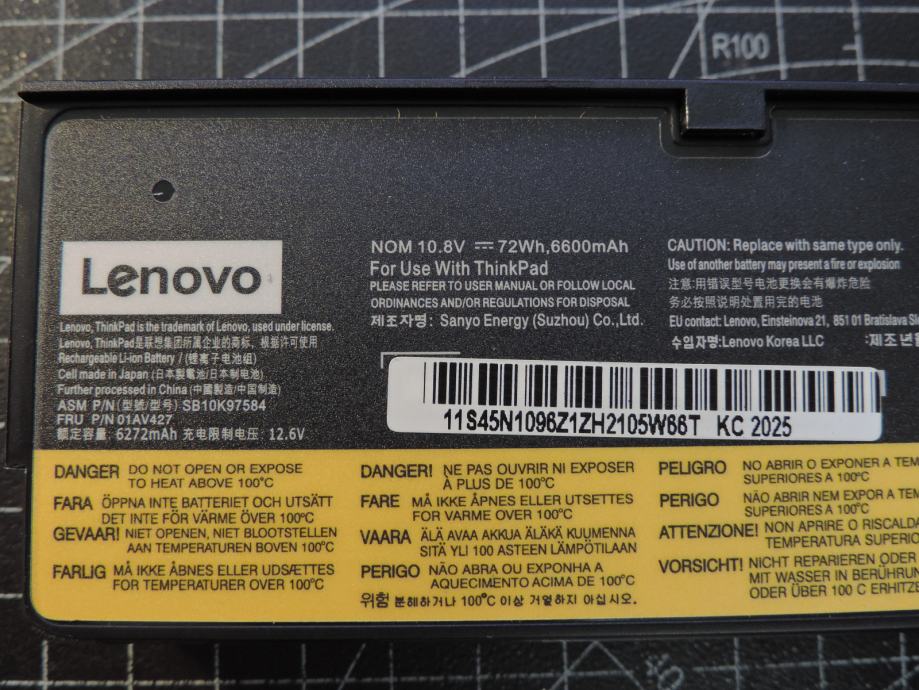 R100
Lenovo
Lenovo, ThinkPad is the trademark of Lenovo, used under license.
Lenovo, ThinkPad是联想集团所属企业的商标，根据许可使用
Rechargeable Li-ion Battery / (锂离子电池组)
Cell made in Japan (日本製電池/日本制电池)
Further processed in China (中國製造/中国制造)
ASM P/N (型號/型号) SB10K97584
FRU P/N 01AV427
额定容量: 6272mAh 充电限制电压: 12.6V
NOM 10.8V ⎓ 72Wh,6600mAh
For Use With ThinkPad
PLEASE REFER TO USER MANUAL OR FOLLOW LOCAL
ORDINANCES AND/OR REGULATIONS FOR DISPOSAL
제조자명: Sanyo Energy (Suzhou) Co.,Ltd.
CAUTION: Replace with same type only.
Use of another battery may present a fire or explosion
注意:用错误型号电池更换会有爆炸危险
务必按照说明处置用完的电池
EU contact: Lenovo, Einsteinova 21, 851 01 Bratislava
수입자명:Lenovo Korea LLC :제조년월
11S45N1096Z1ZH2105W66T KC 2025
DANGER DO NOT OPEN OR EXPOSE
TO HEAT ABOVE 100°C
FARA ÖPPNA INTE BATTERIET OCH UTSÄTT
DET INTE FÖR VÄRME ÖVER 100°C
GEVAAR! NIET OPENEN, NIET BLOOTSTELLEN
AAN TEMPERATUREN BOVEN 100°C
FARLIG MÅ IKKE ÅBNES ELLER UDSÆTTES
FOR TEMPERATURER OVER 100°C
DANGER! NE PAS OUVRIR NI EXPOSER
À PLUS DE 100°C
FARE MÅ IKKE ÅPNES ELLER UTSETTES
FOR VARME OVER 100°C
VAARA ÄLÄ AVAA AKKUA ÄLÄKÄ KUUMENNA
SITÄ YLI 100 ASTEEN LÄMPÖTILAAN
PERIGO NÃO ABRA OU EXPONHA A
AQUECIMENTO ACIMA DE 100°C
위험 분해하거나 100°C 이상 거열하지 아십시오.
PELIGRO NO ABRIR O EXPONER A TEM
SUPERIORES A 100°C
PERIGO NÃO ABRIR NEM EXPOR A TEM
SUPERIORES A 100°C
ATTENZIONE! NON APRIRE O RISCALDA
TEMPERATURA SUPERIO
VORSICHT! NICHT REPARIEREN ODER
MIT WASSER IN BERÜHRUN
ODER ÜBER 100 C ERHITZ